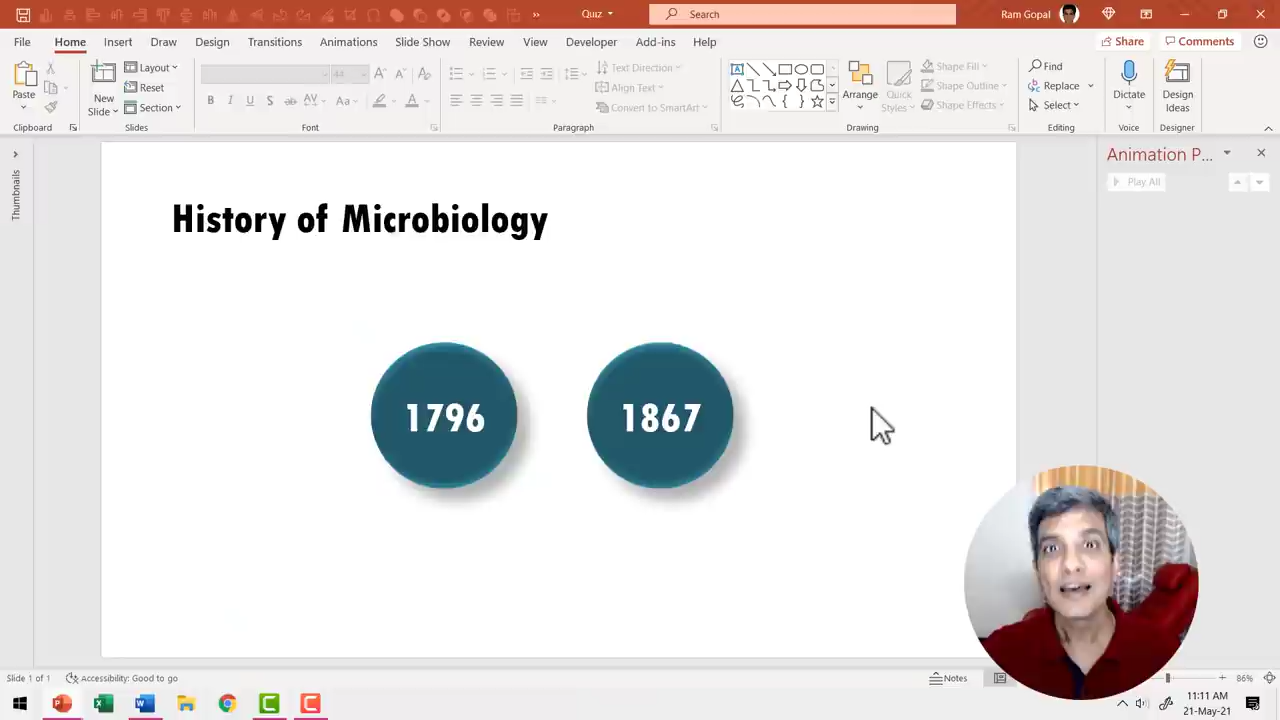 Quiz
Search
Ram Gopal
File Home Insert Draw Design Transitions Animations Slide Show Review View Developer Add-ins Help
Share Comments
Paste
New
Slide
Layout
Reset
Section
44
Aa
Text Direction
Align Text
Convert to SmartArt
Arrange
Quick
Styles
Shape Fill
Shape Outline
Shape Effects
Find
Replace
Select
Dictate
Design
Ideas
Clipboard Slides Font Paragraph Drawing Editing Voice Designer
Thumbnails
Animation P...
Play All
History of Microbiology
1796 1867
Slide 1 of 1 Accessibility: Good to go
Notes
86%
11:11 AM
21-May-21